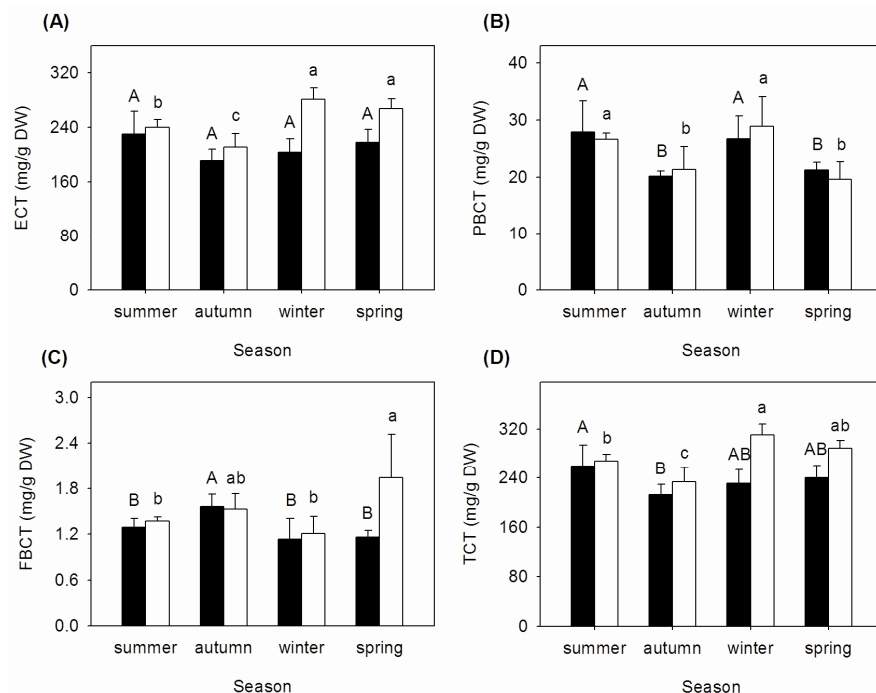 (A)
ECT (mg/g DW)
320
240
160
80
0
A b A c A a A a
summer autumn winter spring
Season
(B)
PBCT (mg/g DW)
40
30
20
10
0
A a B b A a B b
summer autumn winter spring
Season
(C)
FBCT (mg/g DW)
3.0
2.4
1.8
1.2
0.6
0.0
B b A ab B b B a
summer autumn winter spring
Season
(D)
TCT (mg/g DW)
320
240
160
80
0
A b B c AB a AB ab
summer autumn winter spring
Season